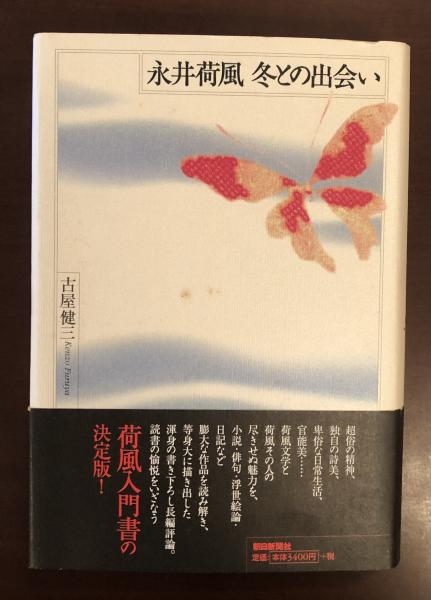 永井荷風 冬との出会い
古屋健三 Kenzo Furuya
超俗の精神、
独自の詩美、
卑俗な日常生活、
官能美……
荷風文学と
荷風その人の
尽きせぬ魅力を、
小説・俳句・浮世絵論・
日記など
膨大な作品を読み解き、
等身大に描き出した
渾身の書き下ろし長編評論。
読書の愉悦をいざなう
荷風入門書の
決定版!
朝日新聞社
定価:本体3400円+税